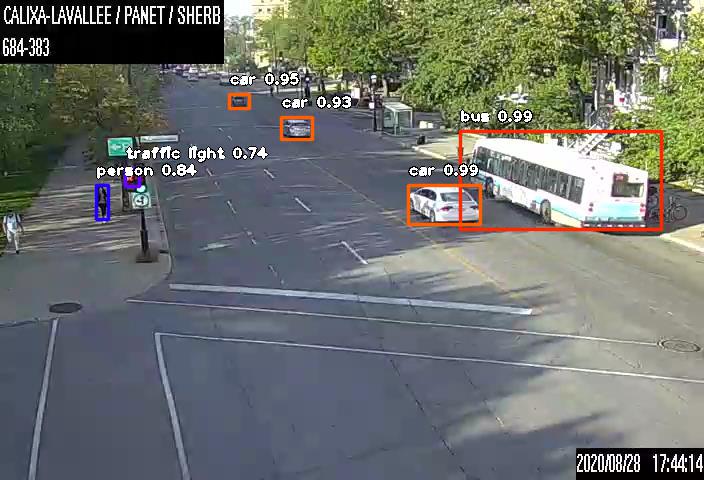 CALIXA-LAVALLEE / PANET / SHERB
684-383
car 0.95
car 0.93
bus 0.99
traffic light 0.74
person 0.84
car 0.99
2020/08/28 17:44:14